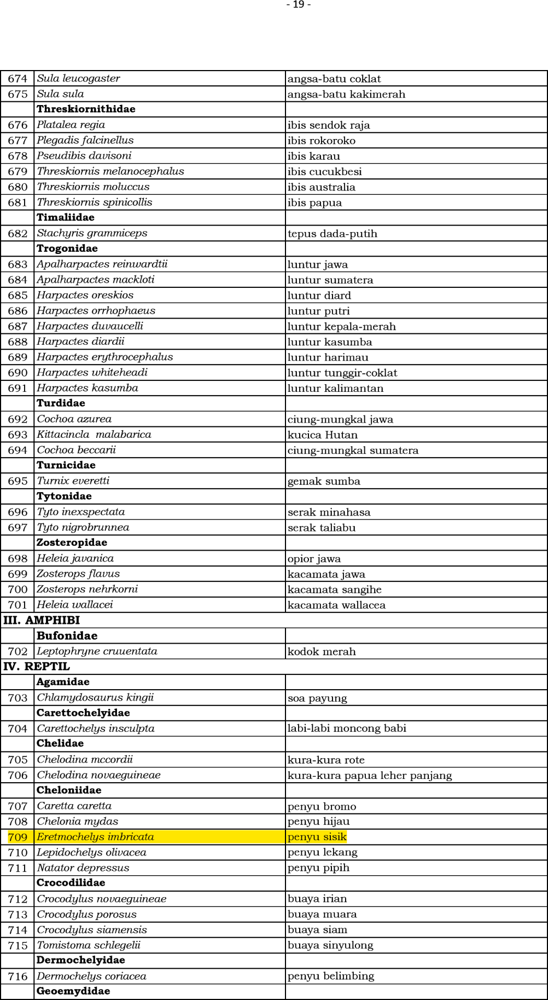 - 19 -
674 Sula leucogaster angsa-batu coklat
675 Sula sula angsa-batu kakimerah
Threskiornithidae
676 Platalea regia ibis sendok raja
677 Plegadis falcinellus ibis rokoroko
678 Pseudibis davisoni ibis karau
679 Threskiornis melanocephalus ibis cucukbesi
680 Threskiornis moluccus ibis australia
681 Threskiornis spinicollis ibis papua
Timaliidae
682 Stachyris grammiceps tepus dada-putih
Trogonidae
683 Apalharpactes reinwardtii luntur jawa
684 Apalharpactes mackloti luntur sumatera
685 Harpactes oreskios luntur diard
686 Harpactes orrhophaeus luntur putri
687 Harpactes duvaucelli luntur kepala-merah
688 Harpactes diardii luntur kasumba
689 Harpactes erythrocephalus luntur harimau
690 Harpactes whiteheadi luntur tunggir-coklat
691 Harpactes kasumba luntur kalimantan
Turdidae
692 Cochoa azurea ciung-mungkal jawa
693 Kittacincla malabarica kucica Hutan
694 Cochoa beccarii ciung-mungkal sumatera
Turnicidae
695 Turnix everetti gemak sumba
Tytonidae
696 Tyto inexspectata serak minahasa
697 Tyto nigrobrunnea serak taliabu
Zosteropidae
698 Heleia javanica opior jawa
699 Zosterops flavus kacamata jawa
700 Zosterops nehrkorni kacamata sangihe
701 Heleia wallacei kacamata wallacea
III. AMPHIBI
Bufonidae
702 Leptophryne cruuentata kodok merah
IV. REPTIL
Agamidae
703 Chlamydosaurus kingii soa payung
Carettochelyidae
704 Carettochelys insculpta labi-labi moncong babi
Chelidae
705 Chelodina mccordii kura-kura rote
706 Chelodina novaeguineae kura-kura papua leher panjang
Cheloniidae
707 Caretta caretta penyu bromo
708 Chelonia mydas penyu hijau
709 Eretmochelys imbricata penyu sisik
710 Lepidochelys olivacea penyu lekang
711 Natator depressus penyu pipih
Crocodilidae
712 Crocodylus novaeguineae buaya irian
713 Crocodylus porosus buaya muara
714 Crocodylus siamensis buaya siam
715 Tomistoma schlegelii buaya sinyulong
Dermochelyidae
716 Dermochelys coriacea penyu belimbing
Geoemydidae